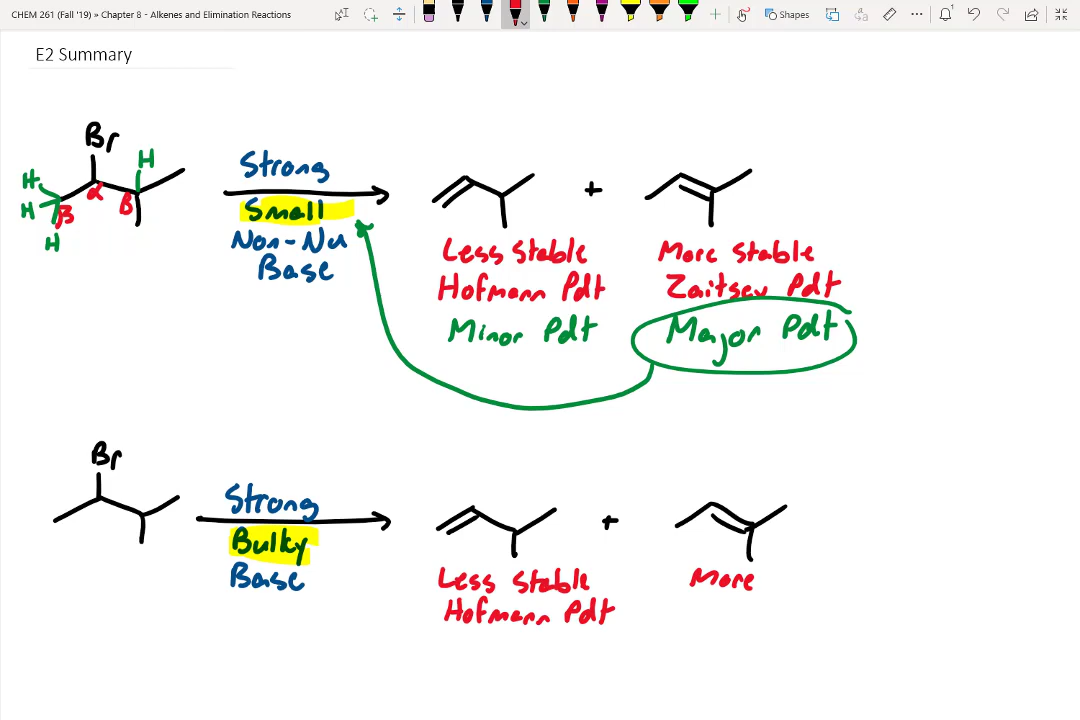 CHEM 261 (Fall '19) » Chapter 8 - Alkenes and Elimination Reactions
Shapes
E2 Summary
Br
H
H
H
H
β
α
β
Strong
Small
Non-Nu
Base
+
Less Stable
Hofmann Pdt
Minor Pdt
More Stable
Zaitsev Pdt
Major Pdt
Br
Strong
Bulky
Base
+
Less Stable
Hofmann Pdt
More